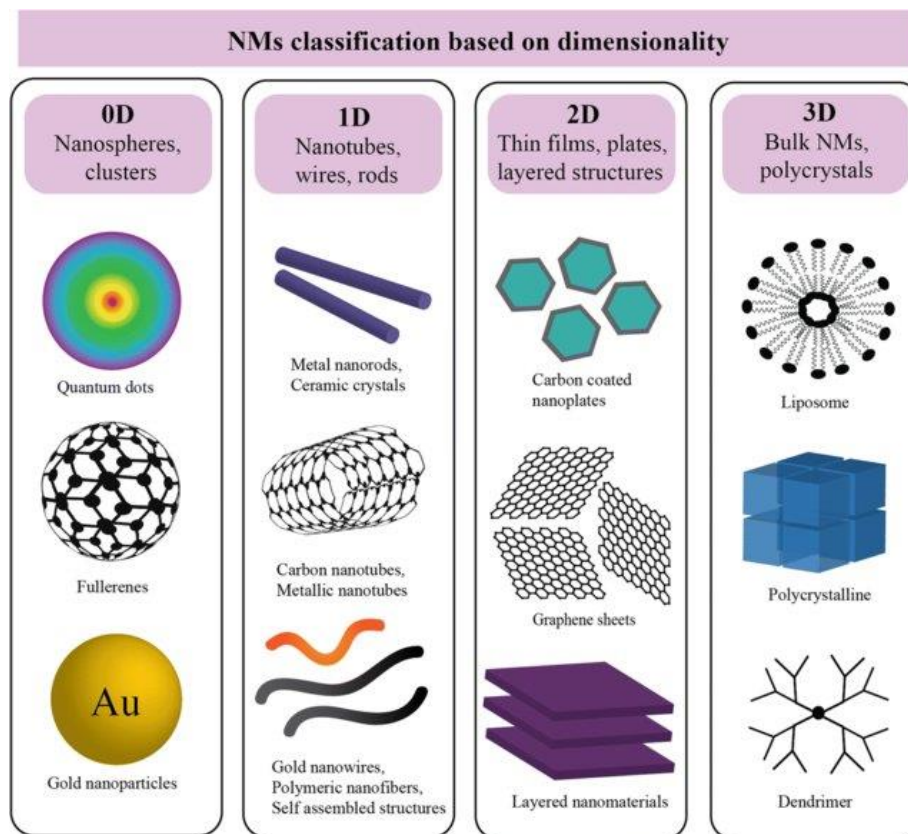 NMs classification based on dimensionality
0D
Nanospheres,
clusters
Quantum dots
Fullerenes
Au
Gold nanoparticles
1D
Nanotubes,
wires, rods
Metal nanorods,
Ceramic crystals
Carbon nanotubes,
Metallic nanotubes
Gold nanowires,
Polymeric nanofibers,
Self assembled structures
2D
Thin films, plates,
layered structures
Carbon coated
nanoplates
Graphene sheets
Layered nanomaterials
3D
Bulk NMs,
polycrystals
Liposome
Polycrystalline
Dendrimer